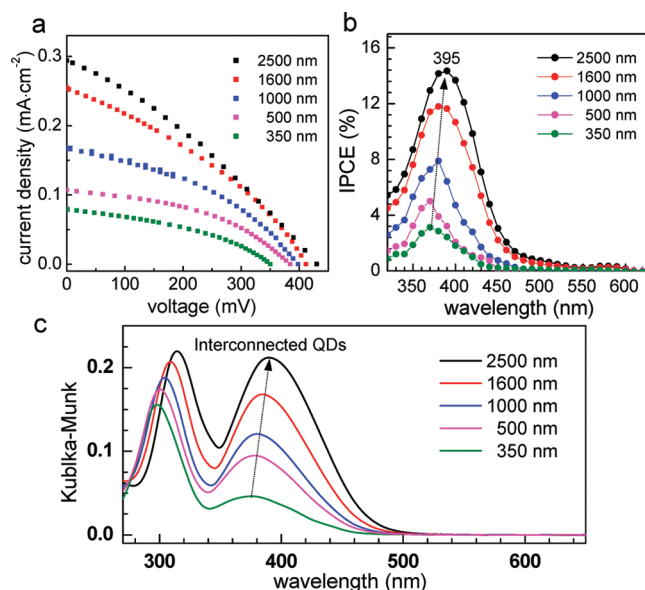 a
current density (mA·cm⁻²)
0.3
0.2
0.1
0.0
2500 nm
1600 nm
1000 nm
500 nm
350 nm
0 100 200 300 400
voltage (mV)
b
IPCE (%)
16
12
8
4
0
395
2500 nm
1600 nm
1000 nm
500 nm
350 nm
350 400 450 500 550 600
wavelength (nm)
c
Kublka-Munk
0.2
0.1
0.0
Interconnected QDs
2500 nm
1600 nm
1000 nm
500 nm
350 nm
300 400 500 600
wavelength (nm)